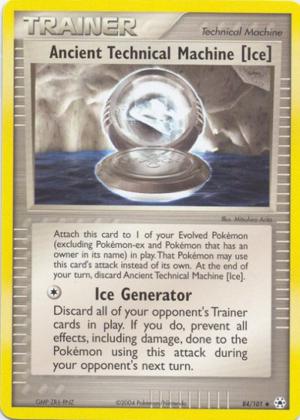 TRAINER
Technical Machine
Ancient Technical Machine [Ice]
Illus. Mitsuhiro Arita
Attach this card to 1 of your Evolved Pokémon
(excluding Pokémon-ex and Pokémon that has an
owner in its name) in play. That Pokémon may use
this card's attack instead of its own. At the end of
your turn, discard Ancient Technical Machine [Ice].
Ice Generator
Discard all of your opponent's Trainer
cards in play. If you do, prevent all
effects, including damage, done to the
Pokémon using this attack during your
opponent's next turn.
©2004 Pokémon/Nintendo
84/101